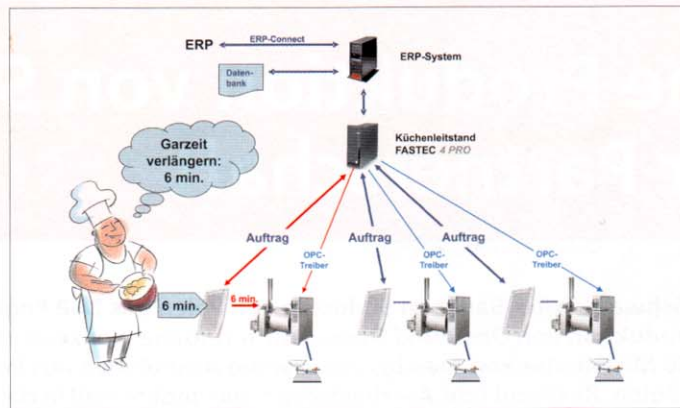 ERP
ERP-Connect
ERP-System
Daten-
bank
Küchenleitstand
FASTEC 4 PRO
Garzeit
verlängern:
6 min.
Auftrag
Auftrag
Auftrag
OPC-
Treiber
OPC-
Treiber
OPC-
Treiber
6 min.
6 min.